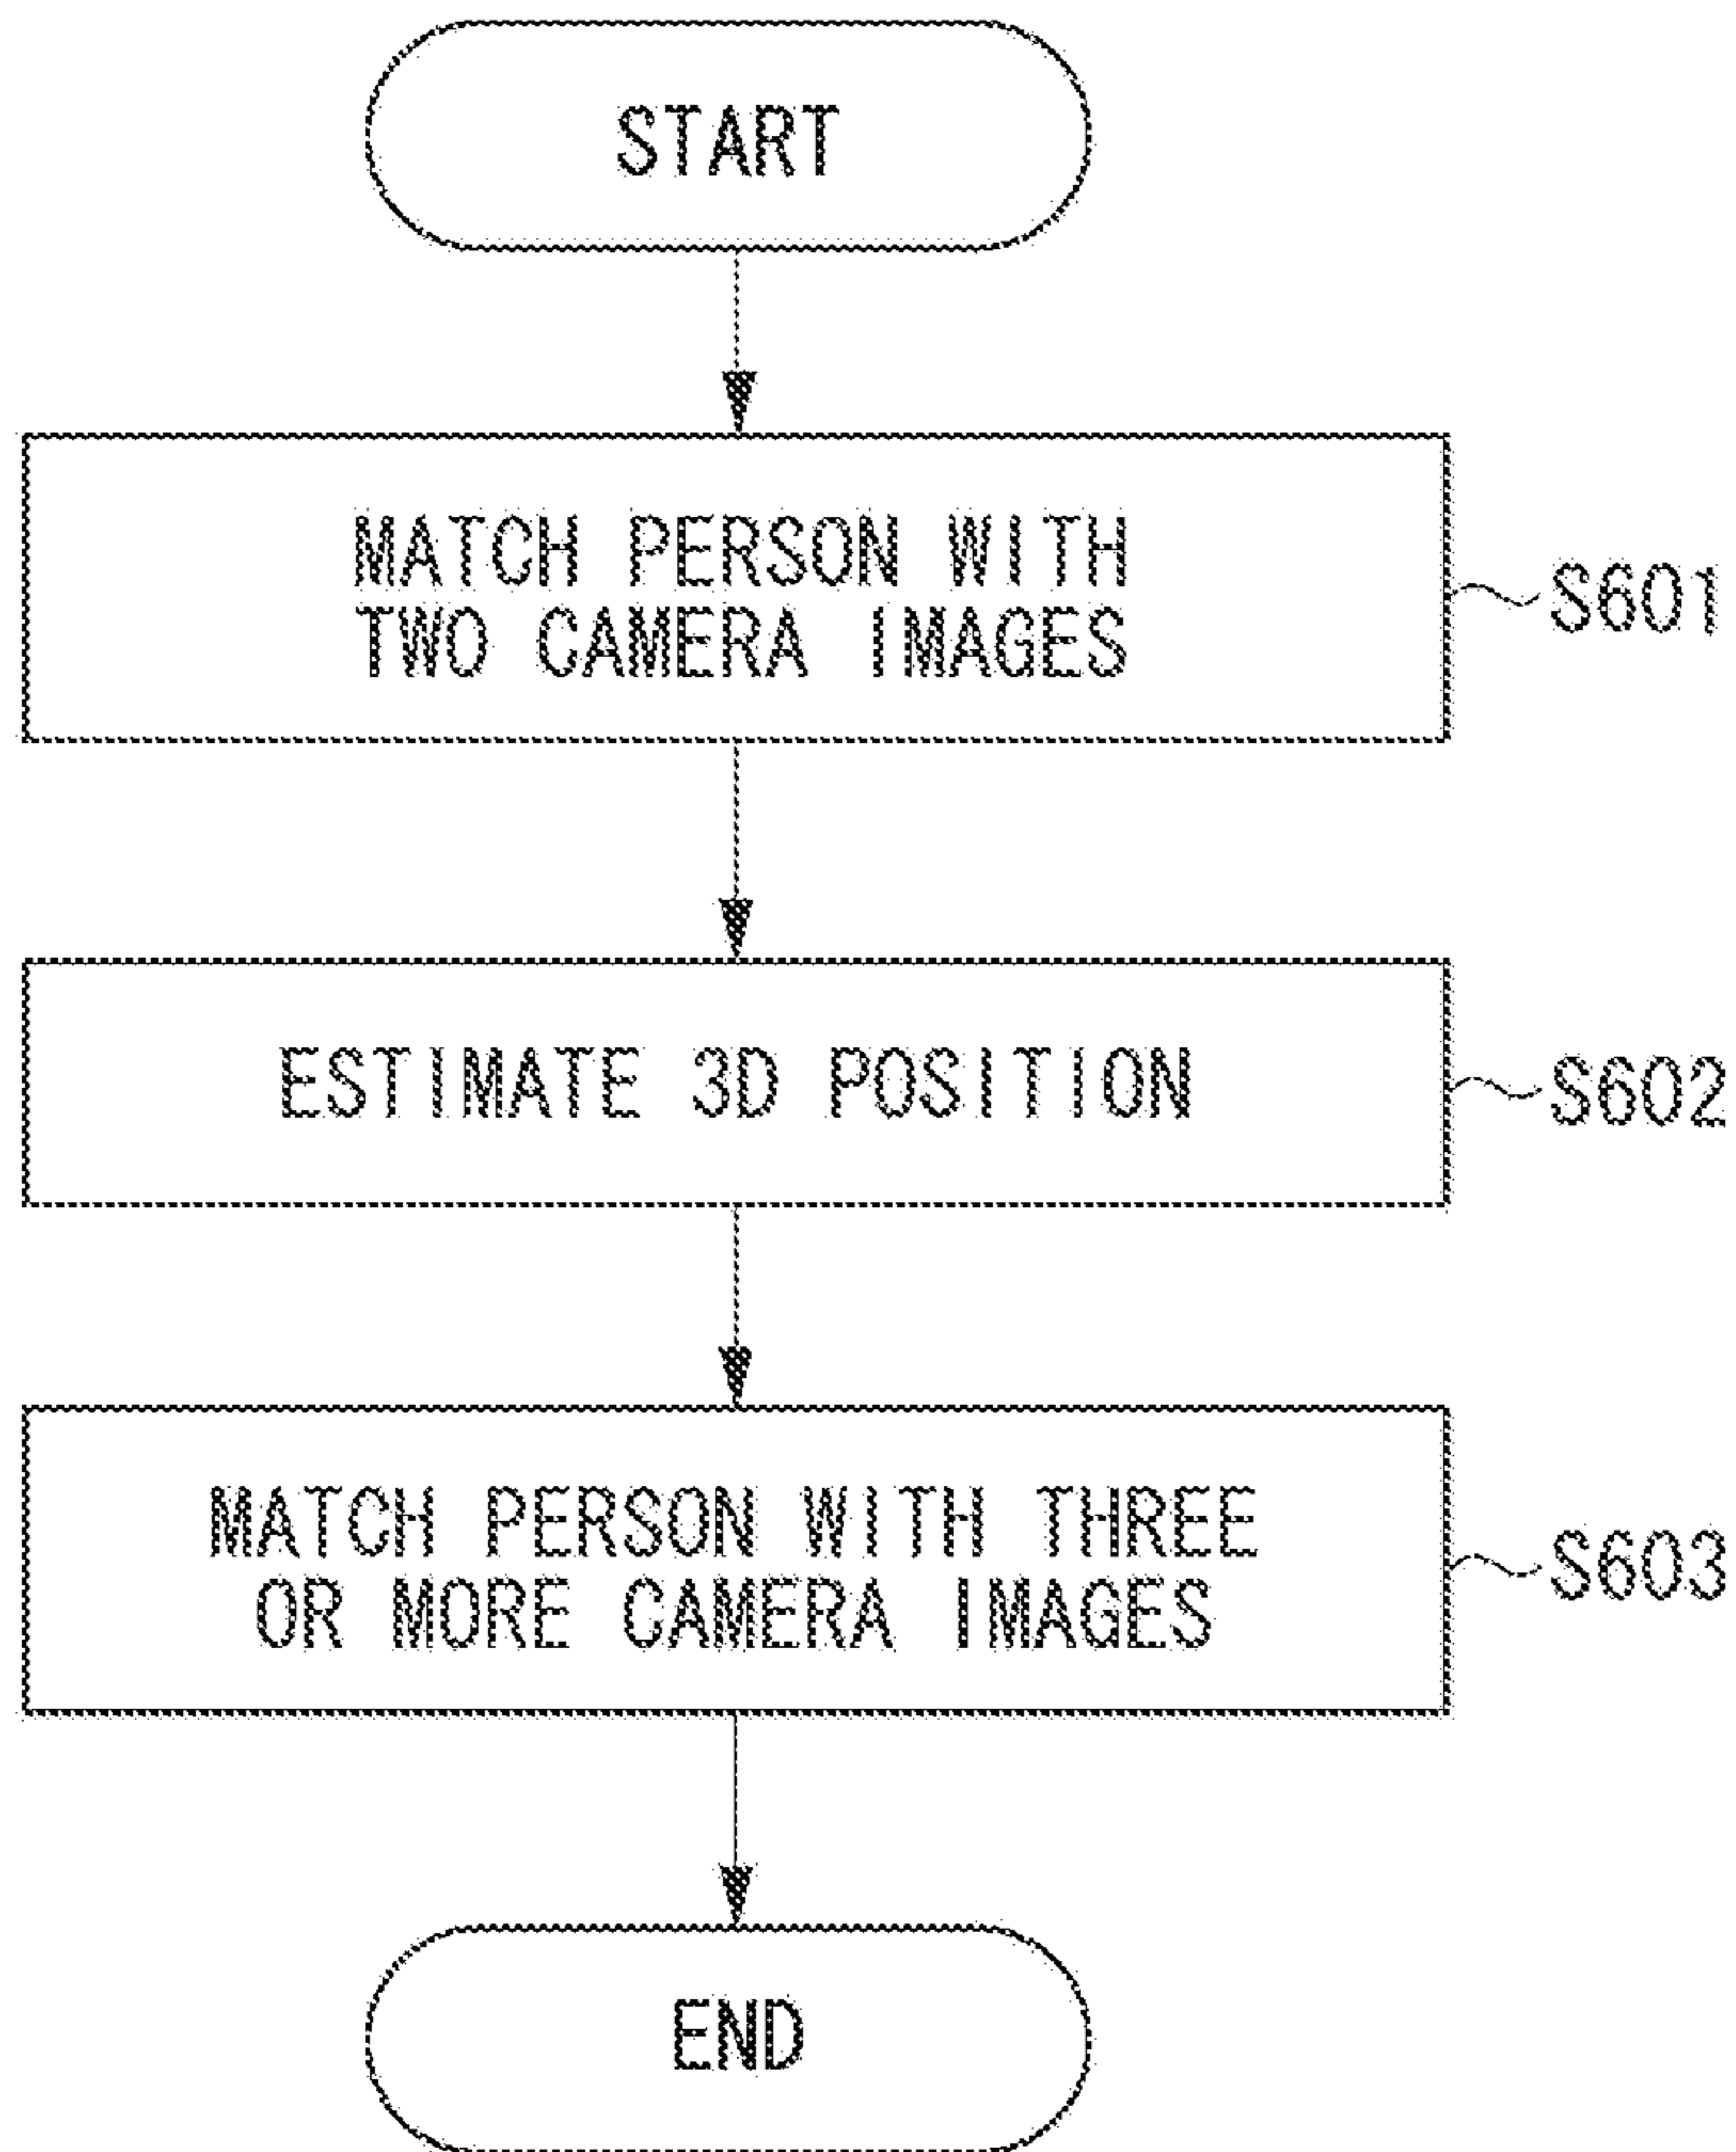 START
MATCH PERSON WITH
TWO CAMERA IMAGES
S601
ESTIMATE 3D POSITION
S602
MATCH PERSON WITH THREE
OR MORE CAMERA IMAGES
S603
END